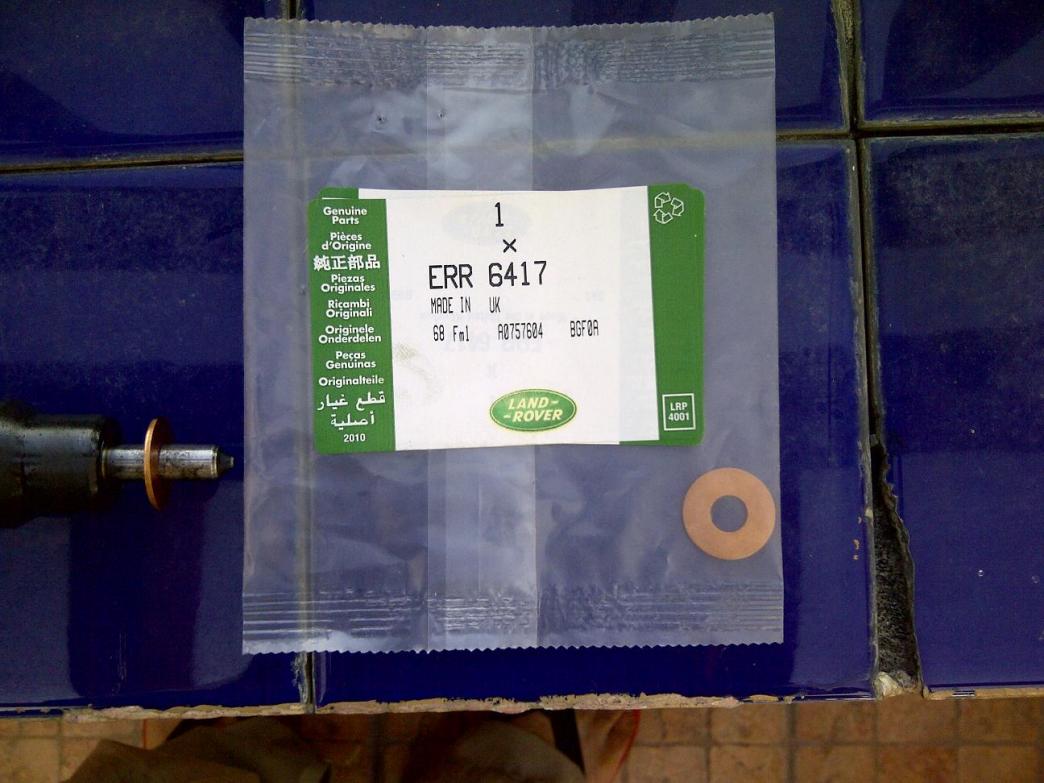 Genuine
Parts
Pièces
d'Origine
純正部品
Piezas
Originales
Ricambi
Originali
Originele
Onderdelen
Peças
Genuinas
Originalteile
قطع غيار
أصلية
2010
1
×
ERR 6417
MADE IN UK
68 Fm1 A0757604 BGF0A
LAND-
-ROVER
LRP
4001